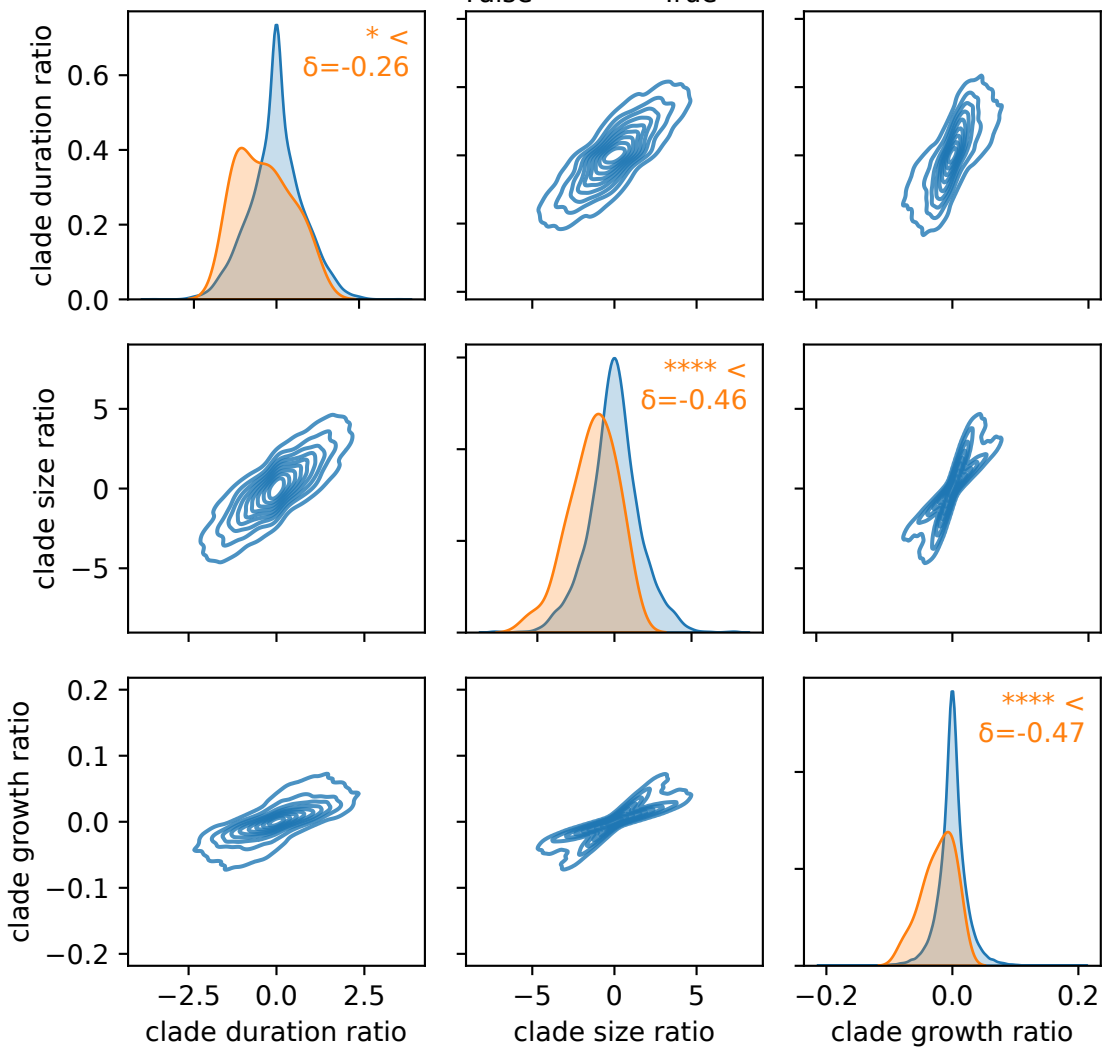 True
* <
δ=-0.26
clade duration ratio
0.6
0.4
0.2
0.0
**** <
δ=-0.46
clade size ratio
5
0
−5
**** <
δ=-0.47
clade growth ratio
0.2
0.1
0.0
−0.1
−0.2
−2.5 0.0 2.5
−5 0 5
−0.2 0.0 0.2
clade duration ratio
clade size ratio
clade growth ratio